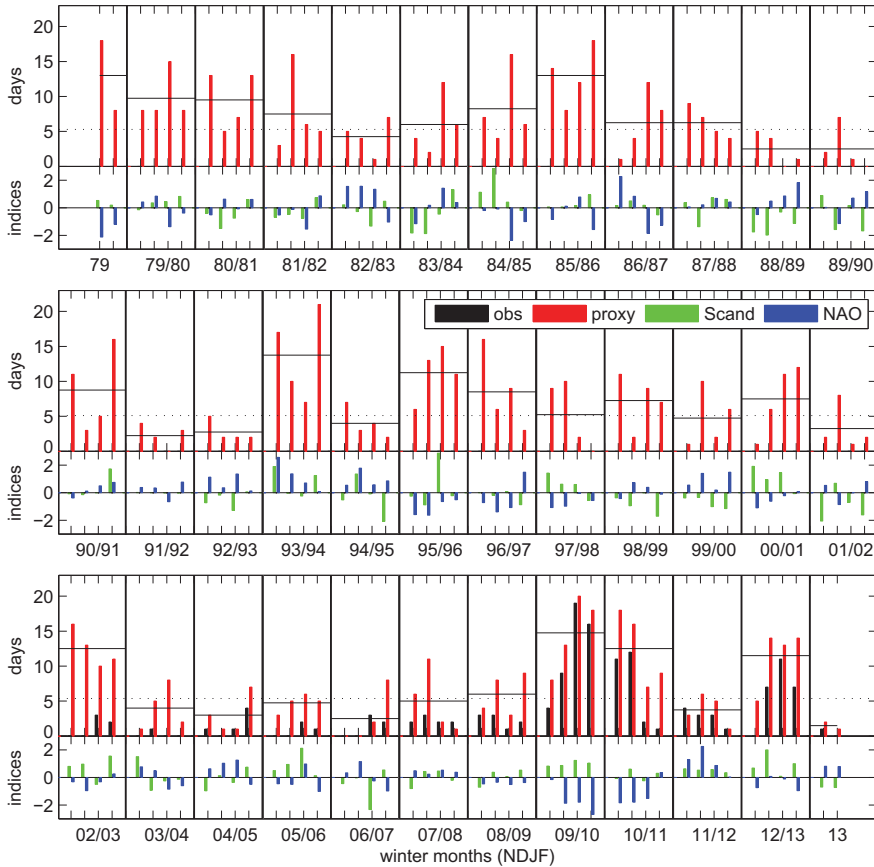 20
15
10
5
0
days
2
0
−2
indices
79 79/80 80/81 81/82 82/83 83/84 84/85 85/86 86/87 87/88 88/89 89/90
obs proxy Scand NAO
20
15
10
5
0
days
2
0
−2
indices
90/91 91/92 92/93 93/94 94/95 95/96 96/97 97/98 98/99 99/00 00/01 01/02
20
15
10
5
0
days
2
0
−2
indices
02/03 03/04 04/05 05/06 06/07 07/08 08/09 09/10 10/11 11/12 12/13 13
winter months (NDJF)